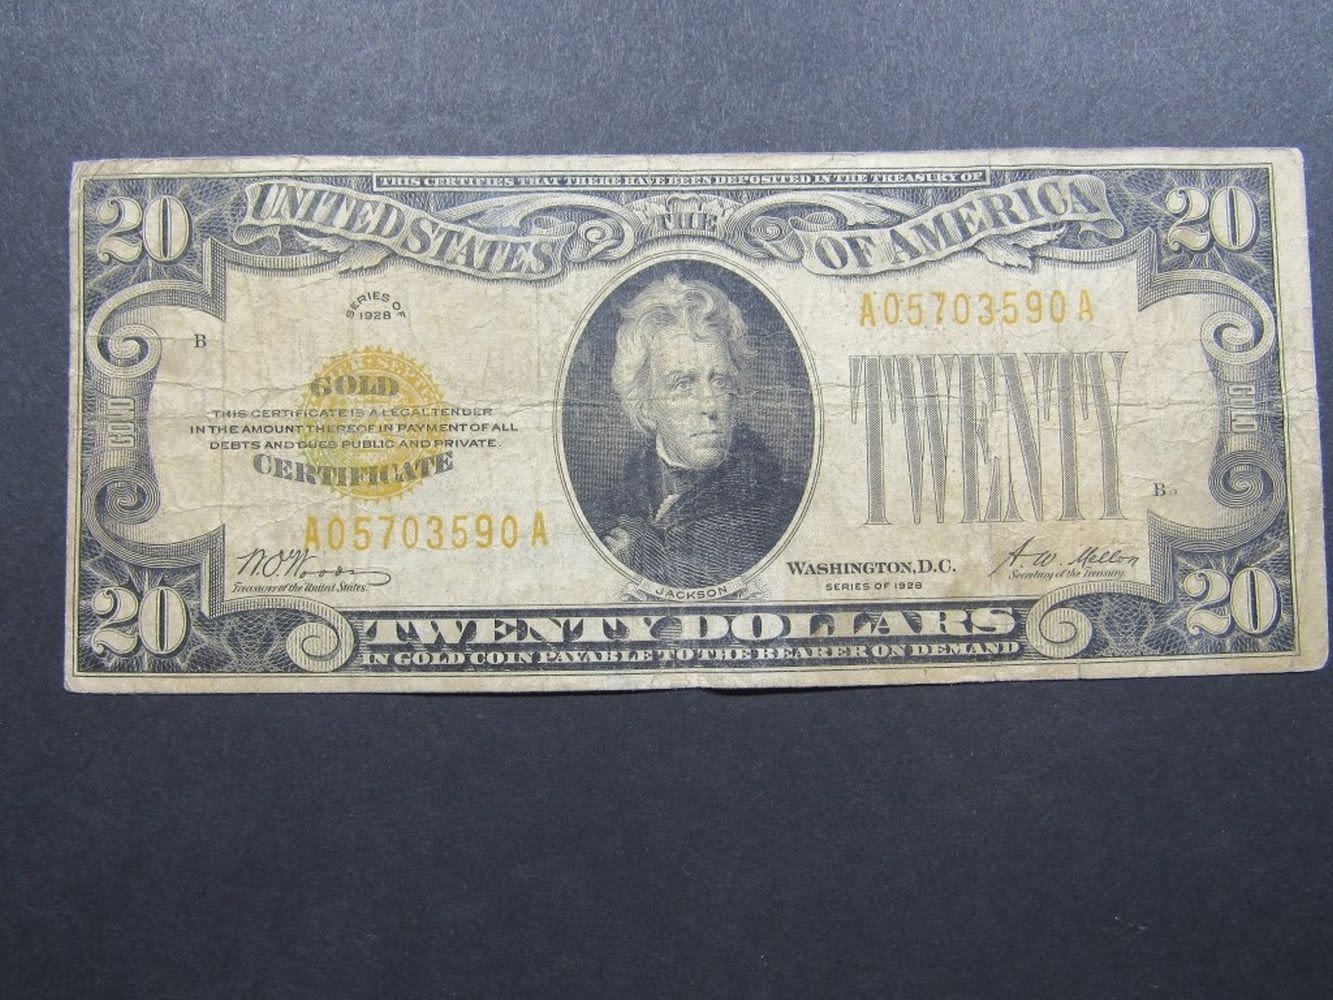 THIS CERTIFIES THAT THERE HAVE BEEN DEPOSITED IN THE TREASURY OF
20 UNITED STATES THE OF AMERICA 20
SERIES OF
1928
A05703590A
B
GOLD
THIS CERTIFICATE IS A LEGAL TENDER
IN THE AMOUNT THEREOF IN PAYMENT OF ALL
DEBTS AND DUES PUBLIC AND PRIVATE.
CERTIFICATE
GOLD
TWENTY
GOLD
B
A05703590A
W.O. Woods
Treasurer of the United States.
WASHINGTON, D.C.
SERIES OF 1928
A. W. Mellon
Secretary of the Treasury.
JACKSON
20 TWENTY DOLLARS 20
IN GOLD COIN PAYABLE TO THE BEARER ON DEMAND